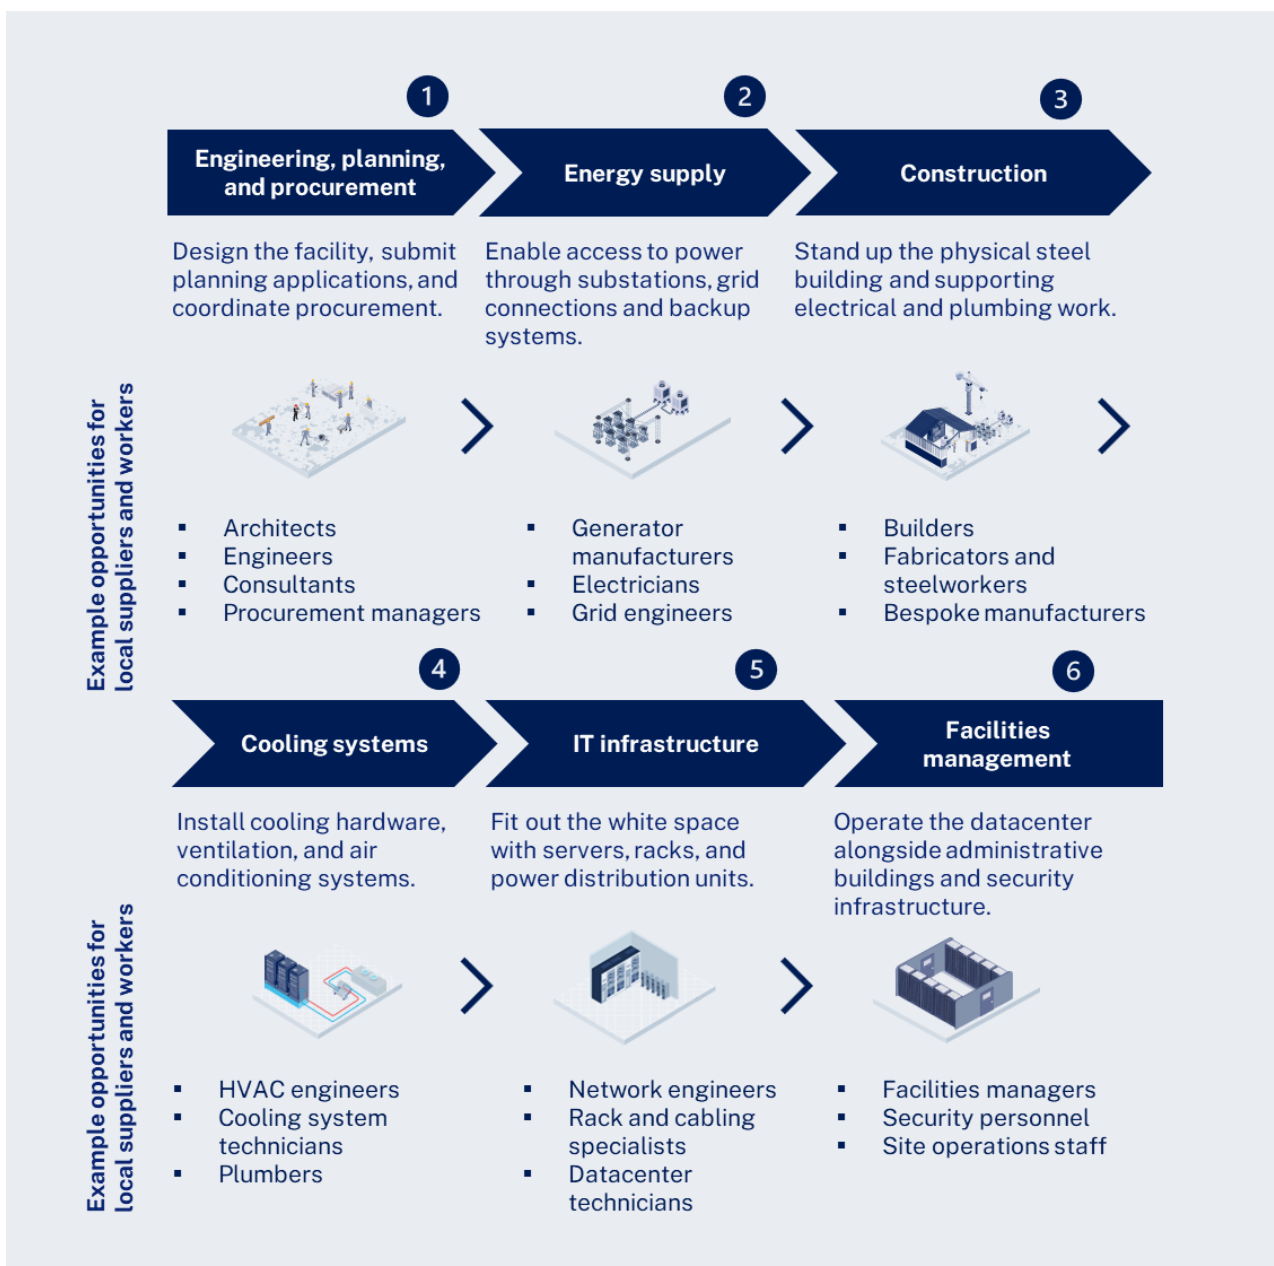 1
Engineering, planning,
and procurement
2
Energy supply
3
Construction
Design the facility, submit
planning applications, and
coordinate procurement.
Enable access to power
through substations, grid
connections and backup
systems.
Stand up the physical steel
building and supporting
electrical and plumbing work.
Example opportunities for
local suppliers and workers
▪ Architects
▪ Engineers
▪ Consultants
▪ Procurement managers
▪ Generator
manufacturers
▪ Electricians
▪ Grid engineers
▪ Builders
▪ Fabricators and
steelworkers
▪ Bespoke manufacturers
4
Cooling systems
5
IT infrastructure
6
Facilities
management
Install cooling hardware,
ventilation, and air
conditioning systems.
Fit out the white space
with servers, racks, and
power distribution units.
Operate the datacenter
alongside administrative
buildings and security
infrastructure.
Example opportunities for
local suppliers and workers
▪ HVAC engineers
▪ Cooling system
technicians
▪ Plumbers
▪ Network engineers
▪ Rack and cabling
specialists
▪ Datacenter
technicians
▪ Facilities managers
▪ Security personnel
▪ Site operations staff